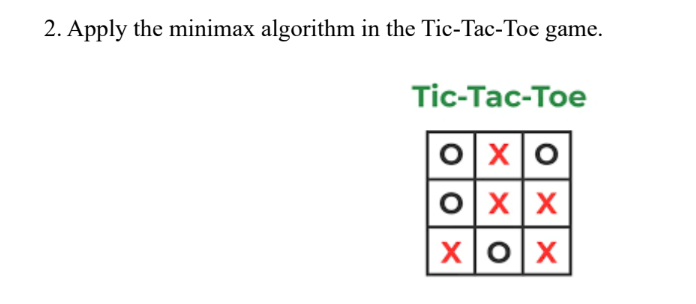 2. Apply the minimax algorithm in the Tic-Tac-Toe game.
Tic-Tac-Toe
O X O
O X X
X O X